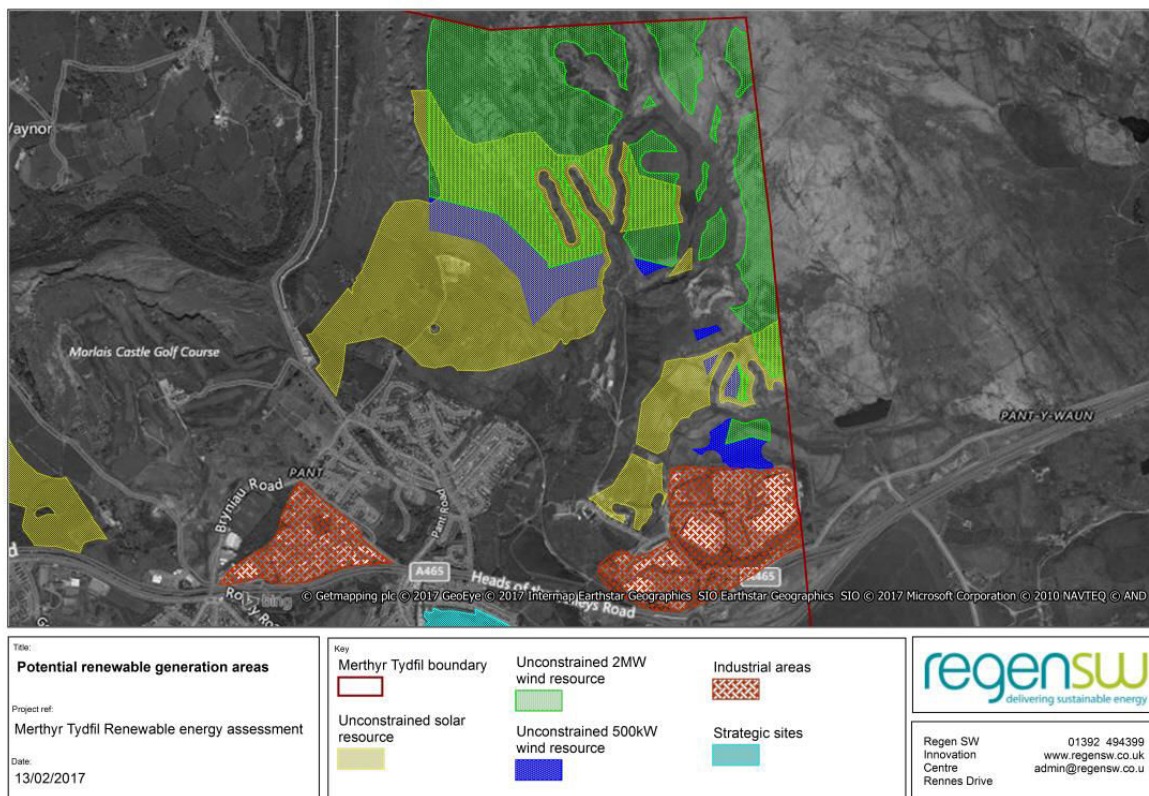 Vaynor
Morlais Castle Golf Course
PANT-Y-WAUN
PANT
Bryniau Road
Pant Road
A465
A465
Heads of the Valleys Road
bing
© Getmapping plc © 2017 GeoEye © 2017 Intermap Earthstar Geographics SIO Earthstar Geographics SIO © 2017 Microsoft Corporation © 2010 NAVTEQ © AND
Title:
Potential renewable generation areas
Project ref:
Merthyr Tydfil Renewable energy assessment
Date:
13/02/2017
Key
Merthyr Tydfil boundary
Unconstrained solar
resource
Unconstrained 2MW
wind resource
Unconstrained 500kW
wind resource
Industrial areas
Strategic sites
regensw
delivering sustainable energy
Regen SW
Innovation
Centre
Rennes Drive
01392 494399
www.regensw.co.uk
admin@regensw.co.u